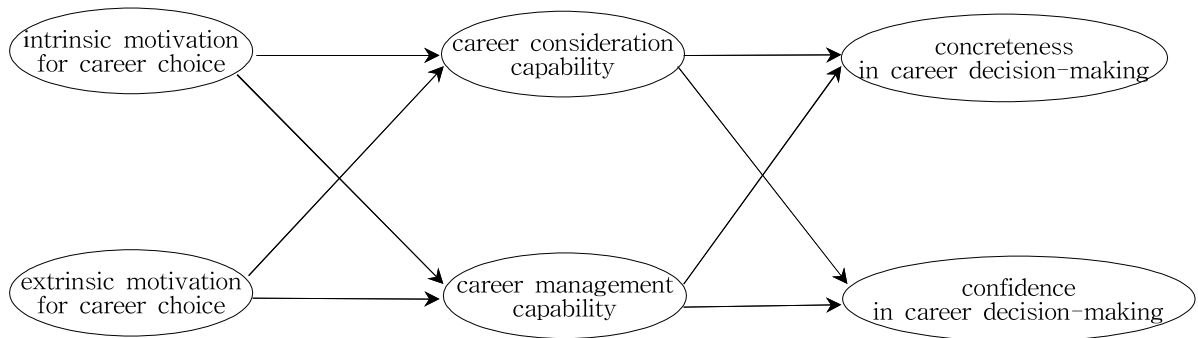 intrinsic motivation
for career choice
career consideration
capability
concreteness
in career decision-making
extrinsic motivation
for career choice
career management
capability
confidence
in career decision-making